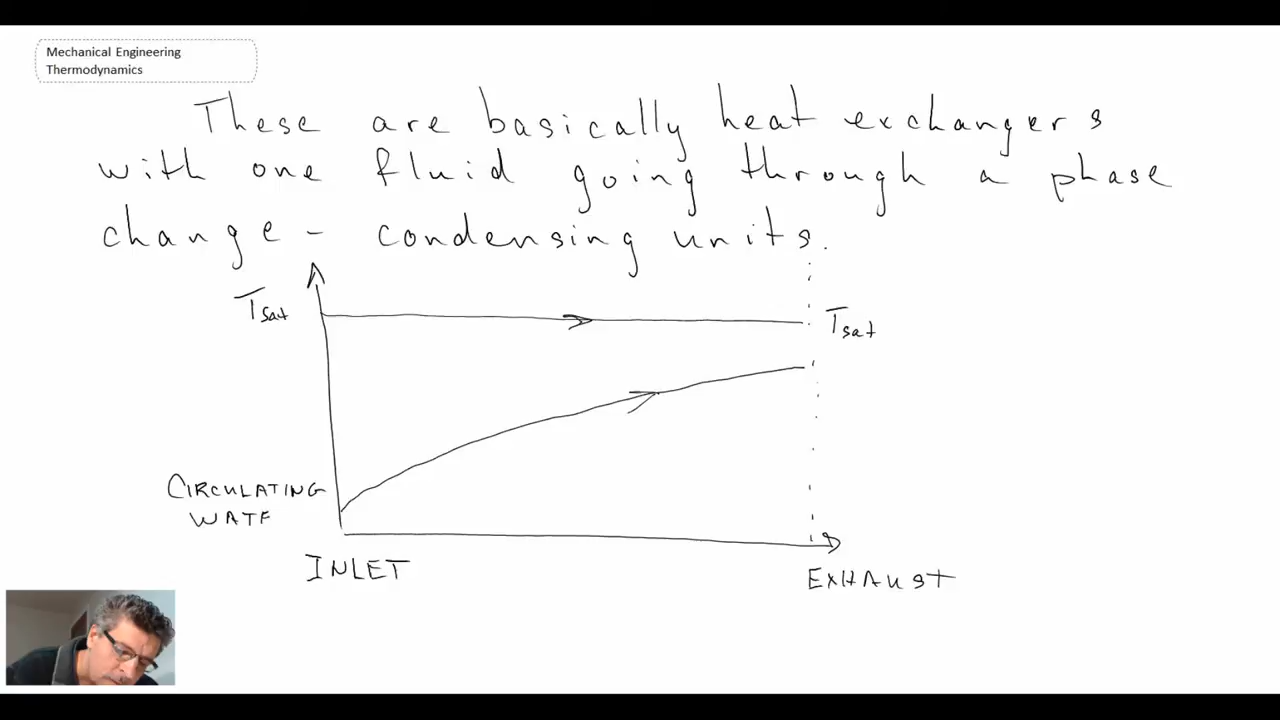 Mechanical Engineering
Thermodynamics
These are basically heat exchangers
with one fluid going through a phase
change - condensing units.
Tsat
Tsat
CIRCULATING
WATE
INLET
EXHAUST